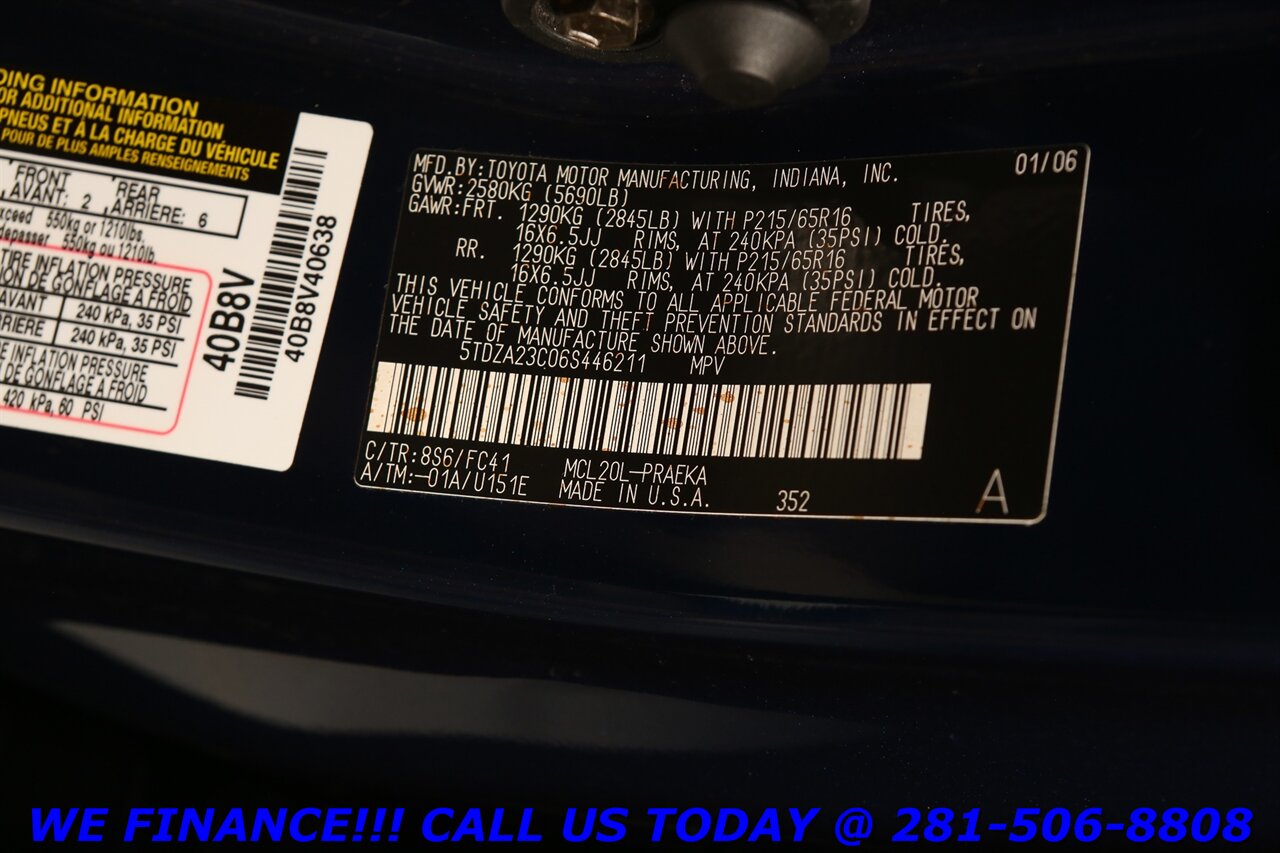 DING INFORMATION
OR ADDITIONAL INFORMATION
PNEUS ET À LA CHARGE DU VÉHICULE
POUR DE PLUS AMPLES RENSEIGNEMENTS
FRONT AVANT: 2 REAR ARRIÈRE: 6
exceed 550kg or 1210lbs.
depasser 550kg ou 1210lb.
TIRE INFLATION PRESSURE
ON DE GONFLAGE À FROID
AVANT 240 kPa, 35 PSI
RRIÈRE 240 kPa, 35 PSI
E INFLATION PRESSURE
DE GONFLAGE À FROID
420 kPa, 60 PSI
40B8V
40B8V40638
MFD.BY:TOYOTA MOTOR MANUFACTURING, INDIANA, INC. 01/06
GVWR:2580KG (5690LB)
GAWR:FRT. 1290KG (2845LB) WITH P215/65R16 TIRES,
16X6.5JJ RIMS, AT 240KPA (35PSI) COLD.
RR. 1290KG (2845LB) WITH P215/65R16 TIRES,
16X6.5JJ RIMS, AT 240KPA (35PSI) COLD.
THIS VEHICLE CONFORMS TO ALL APPLICABLE FEDERAL MOTOR
VEHICLE SAFETY AND THEFT PREVENTION STANDARDS IN EFFECT ON
THE DATE OF MANUFACTURE SHOWN ABOVE.
5TDZA23C06S446211 MPV
C/TR:8S6/FC41 MCL20L-PRAEKA
A/TM:-01A/U151E MADE IN U.S.A. 352 A
WE FINANCE!!! CALL US TODAY @ 281-506-8808